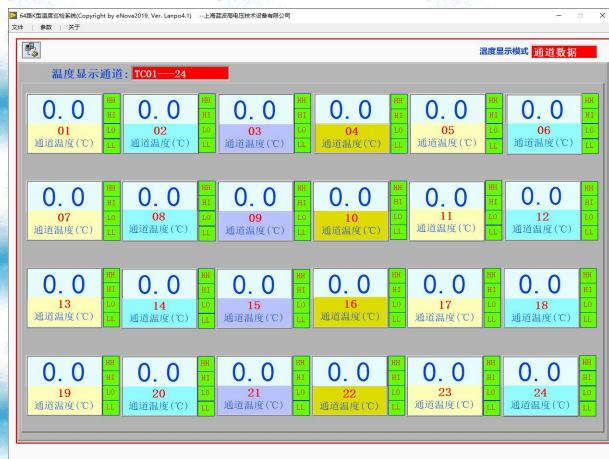 64路K型温度巡检系统(Copyright by eNova2019, Ver. Lanpo4.1) --上海蓝波高电压技术设备有限公司
文件 参数 关于
温度显示模式 通道数据
温度显示通道: TC01---24
0.0 HH HI LO LL 0.0 HH HI LO LL 0.0 HH HI LO LL 0.0 HH HI LO LL 0.0 HH HI LO LL 0.0 HH HI LO LL
01 02 03 04 05 06
通道温度(℃) 通道温度(℃) 通道温度(℃) 通道温度(℃) 通道温度(℃) 通道温度(℃)
0.0 HH HI LO LL 0.0 HH HI LO LL 0.0 HH HI LO LL 0.0 HH HI LO LL 0.0 HH HI LO LL 0.0 HH HI LO LL
07 08 09 10 11 12
通道温度(℃) 通道温度(℃) 通道温度(℃) 通道温度(℃) 通道温度(℃) 通道温度(℃)
0.0 HH HI LO LL 0.0 HH HI LO LL 0.0 HH HI LO LL 0.0 HH HI LO LL 0.0 HH HI LO LL 0.0 HH HI LO LL
13 14 15 16 17 18
通道温度(℃) 通道温度(℃) 通道温度(℃) 通道温度(℃) 通道温度(℃) 通道温度(℃)
0.0 HH HI LO LL 0.0 HH HI LO LL 0.0 HH HI LO LL 0.0 HH HI LO LL 0.0 HH HI LO LL 0.0 HH HI LO LL
19 20 21 22 23 24
通道温度(℃) 通道温度(℃) 通道温度(℃) 通道温度(℃) 通道温度(℃) 通道温度(℃)